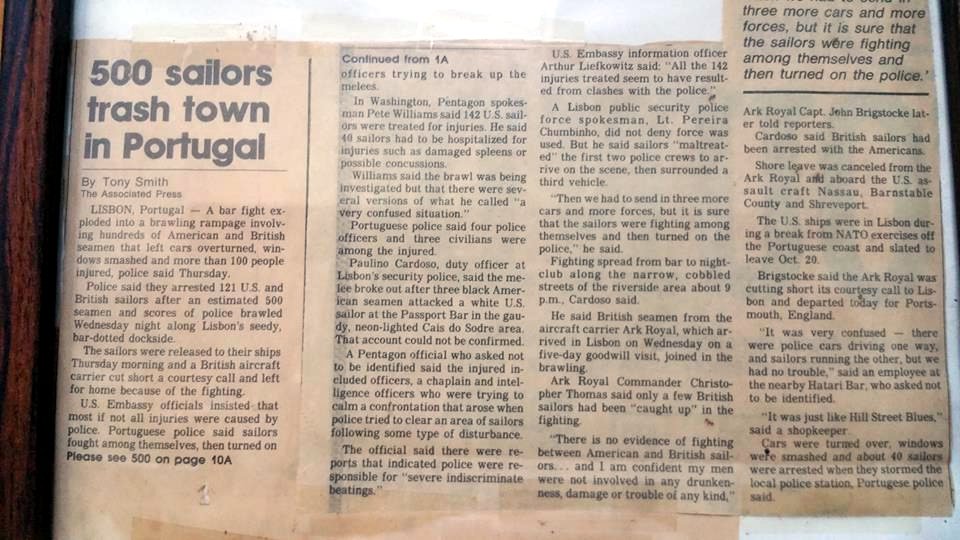 500 sailors
trash town
in Portugal
By Tony Smith
The Associated Press
LISBON, Portugal — A bar fight ex-
ploded into a brawling rampage involv-
ing hundreds of American and British
seamen that left cars overturned, win-
dows smashed and more than 100 people
injured, police said Thursday.
Police said they arrested 121 U.S. and
British sailors after an estimated 500
seamen and scores of police brawled
Wednesday night along Lisbon's seedy,
bar-dotted dockside.
The sailors were released to their ships
Thursday morning and a British aircraft
carrier cut short a courtesy call and left
for home because of the fighting.
U.S. Embassy officials insisted that
most if not all injuries were caused by
police. Portuguese police said sailors
fought among themselves, then turned on
Please see 500 on page 10A
Continued from 1A
officers trying to break up the
melees.
In Washington, Pentagon spokes-
man Pete Williams said 142 U.S. sail-
ors were treated for injuries. He said
40 sailors had to be hospitalized for
injuries such as damaged spleens or
possible concussions.
Williams said the brawl was being
investigated but that there were sev-
eral versions of what he called "a
very confused situation."
Portuguese police said four police
officers and three civilians were
among the injured.
Paulino Cardoso, duty officer at
Lisbon's security police, said the me-
lee broke out after three black Amer-
ican seamen attacked a white U.S.
sailor at the Passport Bar in the gau-
dy, neon-lighted Cais do Sodre area.
That account could not be confirmed.
A Pentagon official who asked not
to be identified said the injured in-
cluded officers, a chaplain and intel-
ligence officers who were trying to
calm a confrontation that arose when
police tried to clear an area of sailors
following some type of disturbance.
The official said there were re-
ports that indicated police were re-
sponsible for "severe indiscriminate
beatings."
U.S. Embassy information officer
Arthur Liefkowitz said: "All the 142
injuries treated seem to have result-
ed from clashes with the police."
A Lisbon public security police
force spokesman, Lt. Pereira
Chumbinho, did not deny force was
used. But he said sailors "maltreat-
ed" the first two police crews to ar-
rive on the scene, then surrounded a
third vehicle.
"Then we had to send in three more
cars and more forces, but it is sure
that the sailors were fighting among
themselves and then turned on the
police," he said.
Fighting spread from bar to night-
club along the narrow, cobbled
streets of the riverside area about 9
p.m., Cardoso said.
He said British seamen from the
aircraft carrier Ark Royal, which ar-
rived in Lisbon on Wednesday on a
five-day goodwill visit, joined in the
brawling.
Ark Royal Commander Christo-
pher Thomas said only a few British
sailors had been "caught up" in the
fighting.
"There is no evidence of fighting
between American and British sail-
ors... and I am confident my men
were not involved in any drunken-
ness, damage or trouble of any kind,"
three more cars and more
forces, but it is sure that
the sailors were fighting
among themselves and
then turned on the police.'
Ark Royal Capt. John Brigstocke lat-
er told reporters.
Cardoso said British sailors had
been arrested with the Americans.
Shore leave was canceled from the
Ark Royal and aboard the U.S. as-
sault craft Nassau, Barnstable
County and Shreveport.
The U.S. ships were in Lisbon dur-
ing a break from NATO exercises off
the Portuguese coast and slated to
leave Oct. 20.
Brigstocke said the Ark Royal was
cutting short its courtesy call to Lis-
bon and departed today for Ports-
mouth, England.
"It was very confused — there
were police cars driving one way,
and sailors running the other, but we
had no trouble," said an employee at
the nearby Hatari Bar, who asked not
to be identified.
"It was just like Hill Street Blues,"
said a shopkeeper.
Cars were turned over, windows
were smashed and about 40 sailors
were arrested when they stormed the
local police station, Portugese police
said.